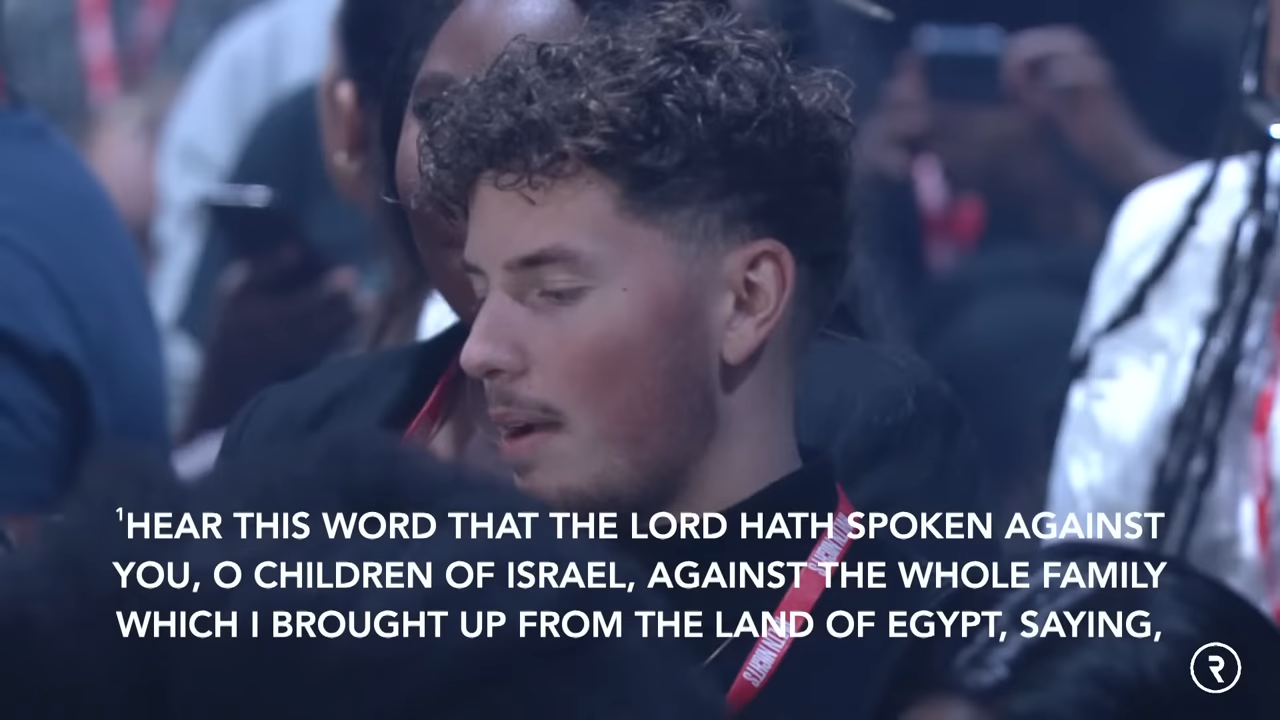 ¹HEAR THIS WORD THAT THE LORD HATH SPOKEN AGAINST
YOU, O CHILDREN OF ISRAEL, AGAINST THE WHOLE FAMILY
WHICH I BROUGHT UP FROM THE LAND OF EGYPT, SAYING,
R